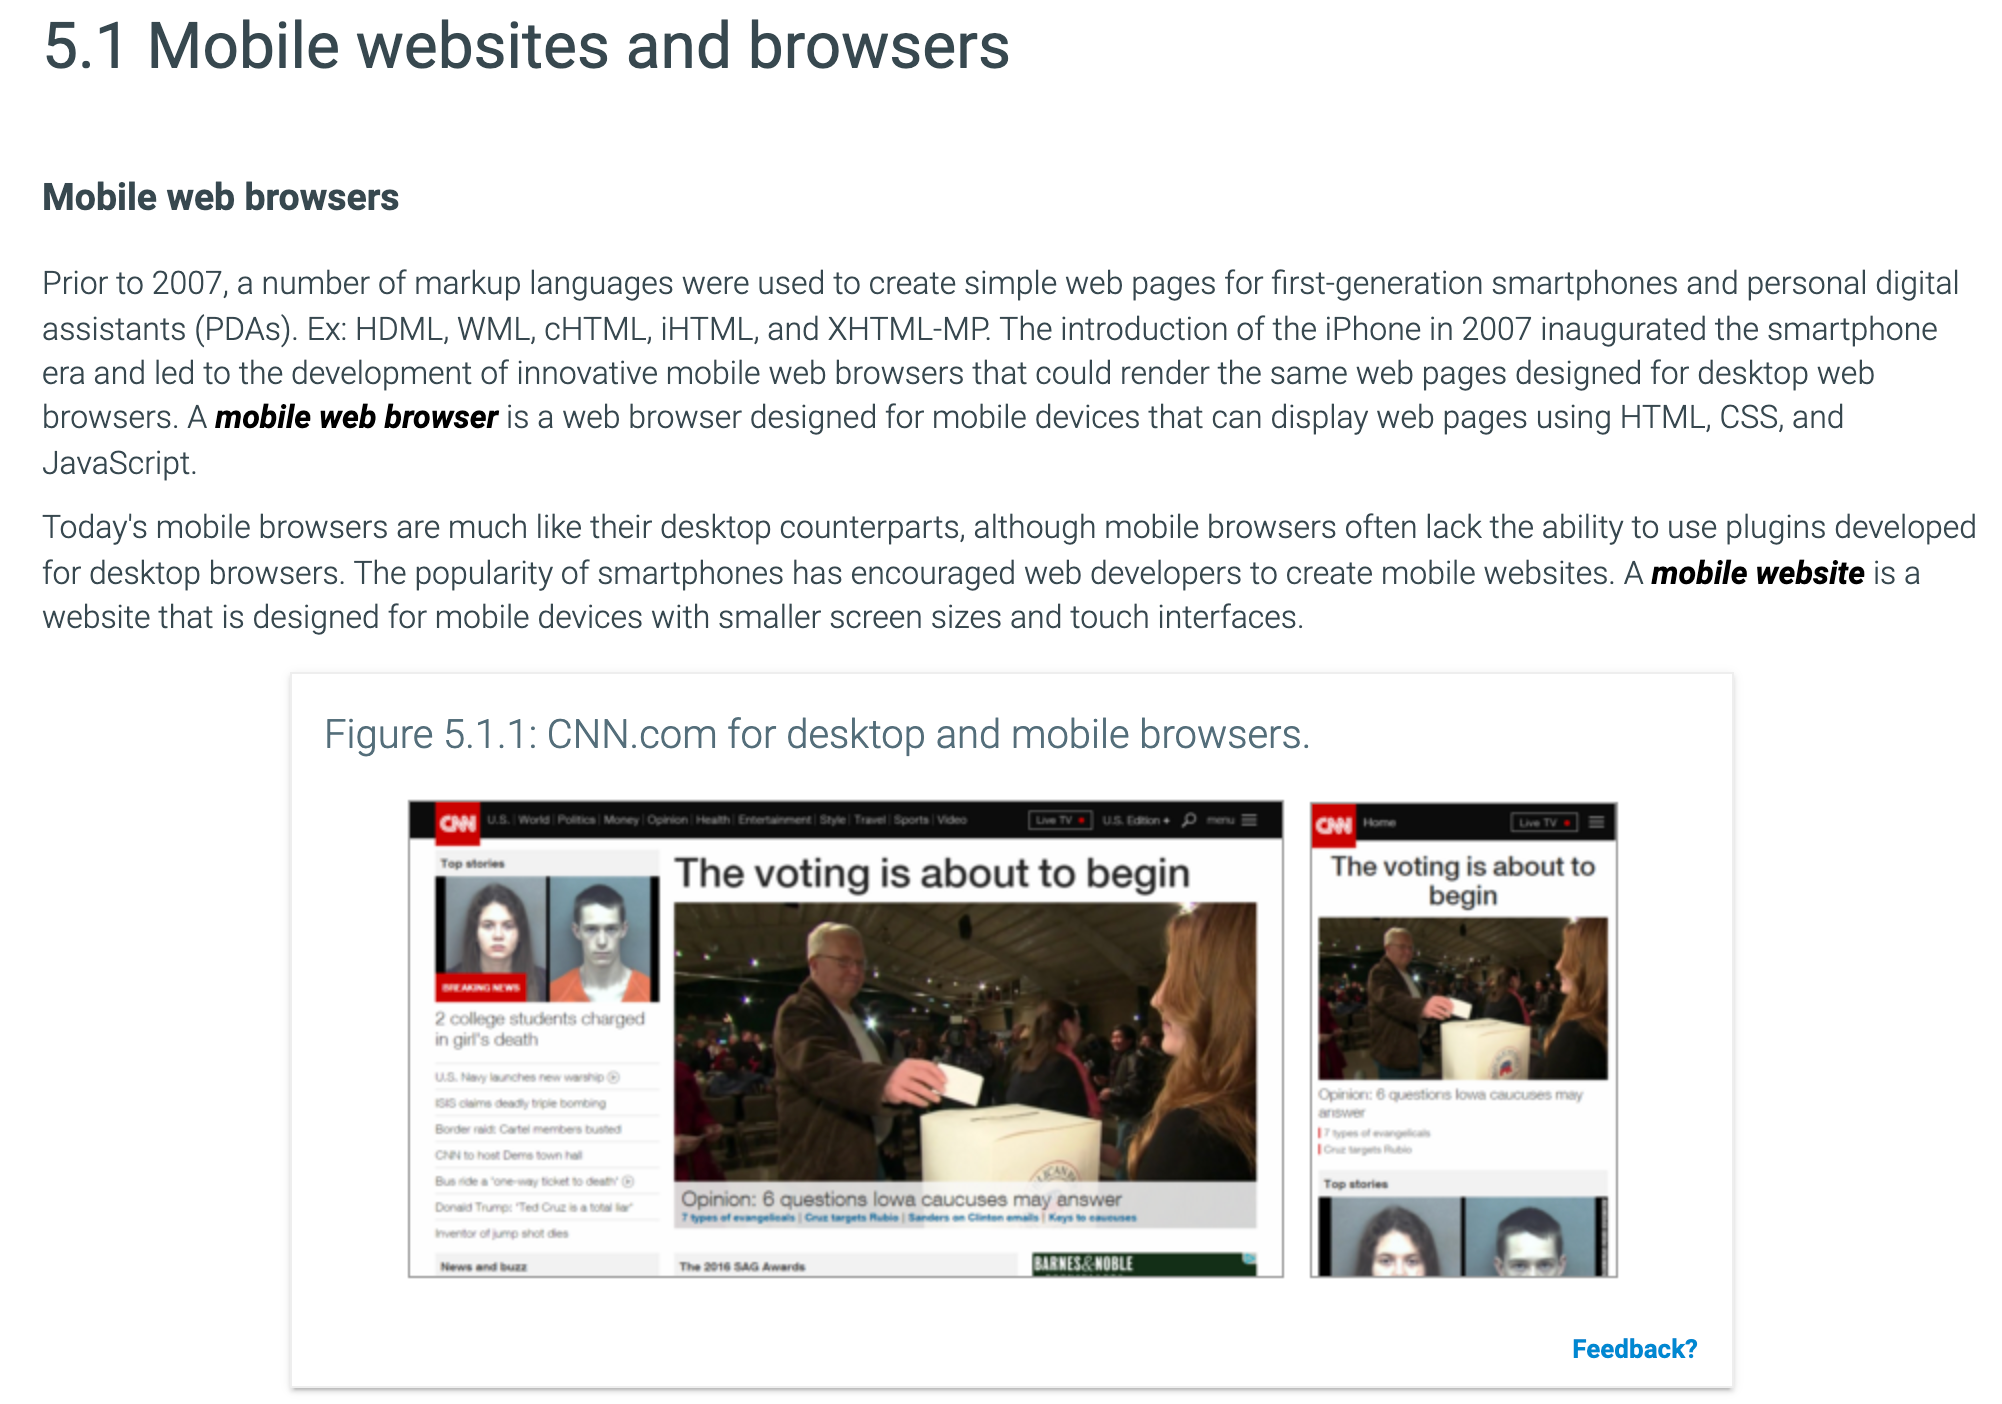 5.1 Mobile websites and browsers
Mobile web browsers
Prior to 2007, a number of markup languages were used to create simple web pages for first-generation smartphones and personal digital
assistants (PDAs). Ex: HDML, WML, cHTML, iHTML, and XHTML-MP. The introduction of the iPhone in 2007 inaugurated the smartphone
era and led to the development of innovative mobile web browsers that could render the same web pages designed for desktop web
browsers. A mobile web browser is a web browser designed for mobile devices that can display web pages using HTML, CSS, and
JavaScript.
Today's mobile browsers are much like their desktop counterparts, although mobile browsers often lack the ability to use plugins developed
for desktop browsers. The popularity of smartphones has encouraged web developers to create mobile websites. A mobile website is a
website that is designed for mobile devices with smaller screen sizes and touch interfaces.
Figure 5.1.1: CNN.com for desktop and mobile browsers.
CNN U.S. | World | Politics | Money | Opinion | Health | Entertainment | Style | Travel | Sports | Video Live TV U.S. Edition + menu
Top stories
BREAKING NEWS
2 college students charged
in girl's death
U.S. Navy launches new warship
ISIS claims deadly triple bombing
Border raid: Cartel members busted
CNN to host Dems town hall
Bus ride a 'one-way ticket to death'
Donald Trump: 'Ted Cruz is a total liar'
Inventor of jump shot dies
News and buzz
The voting is about to begin
Opinion: 6 questions Iowa caucuses may answer
7 types of evangelicals | Cruz targets Rubio | Sanders on Clinton emails | Keys to caucuses
The 2016 SAG Awards
BARNES&NOBLE
CNN Home Live TV
The voting is about to
begin
Opinion: 6 questions Iowa caucuses may
answer
7 types of evangelicals
Cruz targets Rubio
Top stories
Feedback?